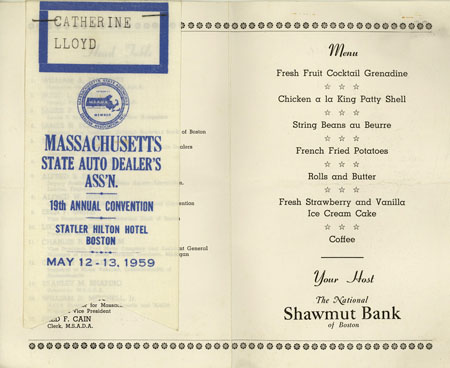 CATHERINE
LLOYD
M.S.A.D.A.
MASSACHUSETTS
STATE AUTO DEALER'S
ASS'N.
19th ANNUAL CONVENTION
STATLER HILTON HOTEL
BOSTON
MAY 12-13, 1959
of Boston
General
for
Vice President
F. CAIN
Clerk, M.S.A.D.A.
Menu
Fresh Fruit Cocktail Grenadine
Chicken a la King Patty Shell
String Beans au Beurre
French Fried Potatoes
Rolls and Butter
Fresh Strawberry and Vanilla
Ice Cream Cake
Coffee
Your Host
The National
Shawmut Bank
of Boston